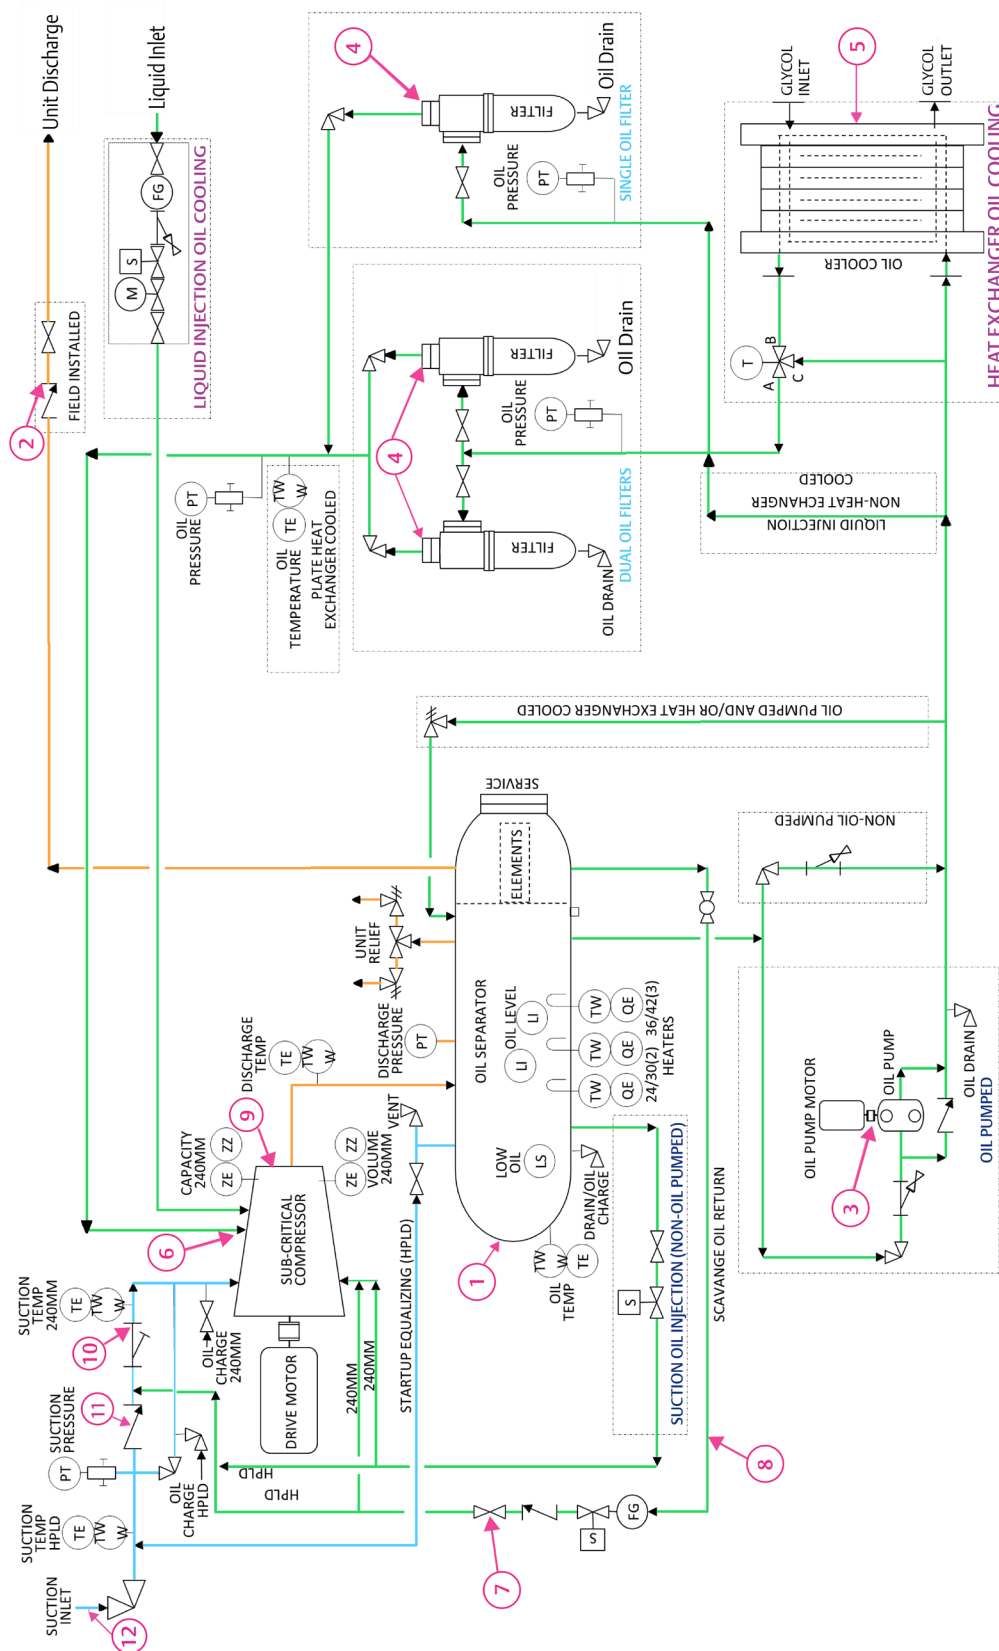 SUCTION
INLET
12
SUCTION
TEMP
HPLD
TE
TW
W
SUCTION
PRESSURE
PT
11
10
SUCTION
TEMP
240MM
TE
TW
W
OIL
CHARGE
HPLD
OIL
CHARGE
240MM
HPLD
HPLD
DRIVE MOTOR
SUB-CRITICAL
COMPRESSOR
6
9
CAPACITY
240MM
ZE
ZZ
ZE
ZZ
VOLUME
240MM
240MM
240MM
STARTUP EQUALIZING (HPLD)
VENT
DISCHARGE
TEMP
TE
TW
W
DISCHARGE
PRESSURE
PT
UNIT
RELIEF
OIL SEPARATOR
1
LOW
OIL
LS
OIL LEVEL
LI
LI
ELEMENTS
SERVICE
TW
W
TE
OIL
TEMP
DRAIN/OIL
CHARGE
TW
TW
TW
QE
QE
QE
24/30(2) 36/42(3)
HEATERS
S
SUCTION OIL INJECTION (NON-OIL PUMPED)
SCAVANGE OIL RETURN
7
S
FG
8
2
FIELD INSTALLED
Unit Discharge
Liquid Inlet
M
S
FG
LIQUID INJECTION OIL COOLING
OIL
PRESSURE
PT
TE
TW
W
OIL
TEMPERATURE
PLATE HEAT
EXCHANGER COOLED
4
FILTER
FILTER
OIL DRAIN
Oil Drain
OIL
PRESSURE
PT
DUAL OIL FILTERS
4
FILTER
Oil Drain
OIL
PRESSURE
PT
SINGLE OIL FILTER
OIL PUMPED AND/OR HEAT EXCHANGER COOLED
LIQUID INJECTION
NON-HEAT ECHANGER
COOLED
T
A
B
C
OIL COOLER
5
GLYCOL
INLET
GLYCOL
OUTLET
HEAT EXCHANGER OIL COOLING
NON-OIL PUMPED
3
OIL PUMP MOTOR
OIL PUMP
OIL DRAIN
OIL PUMPED